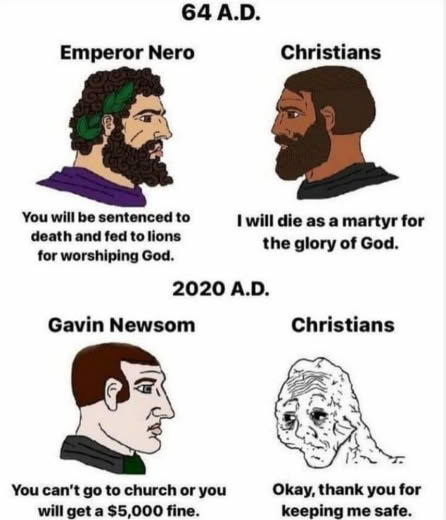 64 A.D.
Emperor Nero
Christians
You will be sentenced to
death and fed to lions
for worshiping God.
I will die as a martyr for
the glory of God.
2020 A.D.
Gavin Newsom
Christians
You can't go to church or you
will get a $5,000 fine.
Okay, thank you for
keeping me safe.